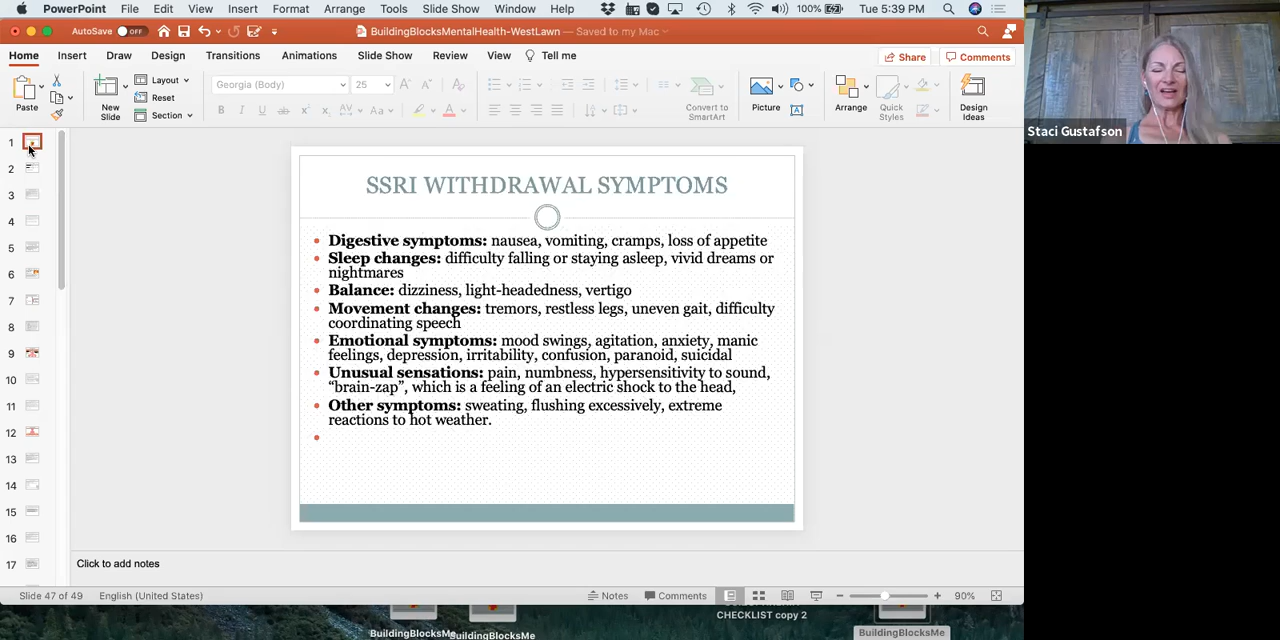 PowerPoint File Edit View Insert Format Arrange Tools Slide Show Window Help 100% Tue 5:39 PM
AutoSave OFF BuildingBlocksMentalHealth-WestLawn — Saved to my Mac
Home Insert Draw Design Transitions Animations Slide Show Review View Tell me Share Comments
Paste New Slide Layout Reset Section
Georgia (Body) 25
B I U abc
Convert to SmartArt Picture Arrange Quick Styles Design Ideas
Staci Gustafson
1
2
3
4
5
6
7
8
9
10
11
12
13
14
15
16
17
SSRI WITHDRAWAL SYMPTOMS
Digestive symptoms: nausea, vomiting, cramps, loss of appetite
Sleep changes: difficulty falling or staying asleep, vivid dreams or
nightmares
Balance: dizziness, light-headedness, vertigo
Movement changes: tremors, restless legs, uneven gait, difficulty
coordinating speech
Emotional symptoms: mood swings, agitation, anxiety, manic
feelings, depression, irritability, confusion, paranoid, suicidal
Unusual sensations: pain, numbness, hypersensitivity to sound,
“brain-zap”, which is a feeling of an electric shock to the head,
Other symptoms: sweating, flushing excessively, extreme
reactions to hot weather.
Click to add notes
Slide 47 of 49 English (United States) Notes Comments 90%
CHECKLIST copy 2
BuildingBlocksMe
BuildingBlocksMe
BuildingBlocksMe